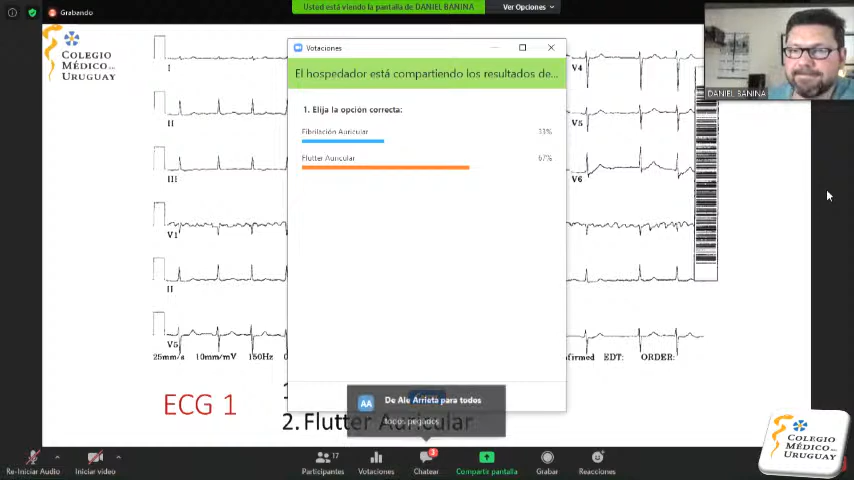 Grabando
Usted está viendo la pantalla de DANIEL BANINA
Ver Opciones
COLEGIO
MÉDICO DEL
URUGUAY
I
II
III
V1
II
V5
25mm/s 10mm/mV 150Hz
V4
V5
V6
EDT: ORDER:
Votaciones
El hospedador está compartiendo los resultados de...
1. Elija la opción correcta:
Fibrilación Auricular 33%
Flutter Auricular 67%
DANIEL BANINA
ECG 1
2. Flutter Auricular
AA
De Ale Arrieta para todos
todos pegados
Re-Iniciar Audio
Iniciar video
17
Participantes
Votaciones
Chatear
Compartir pantalla
Grabar
Reacciones
COLEGIO
MÉDICO DEL
URUGUAY